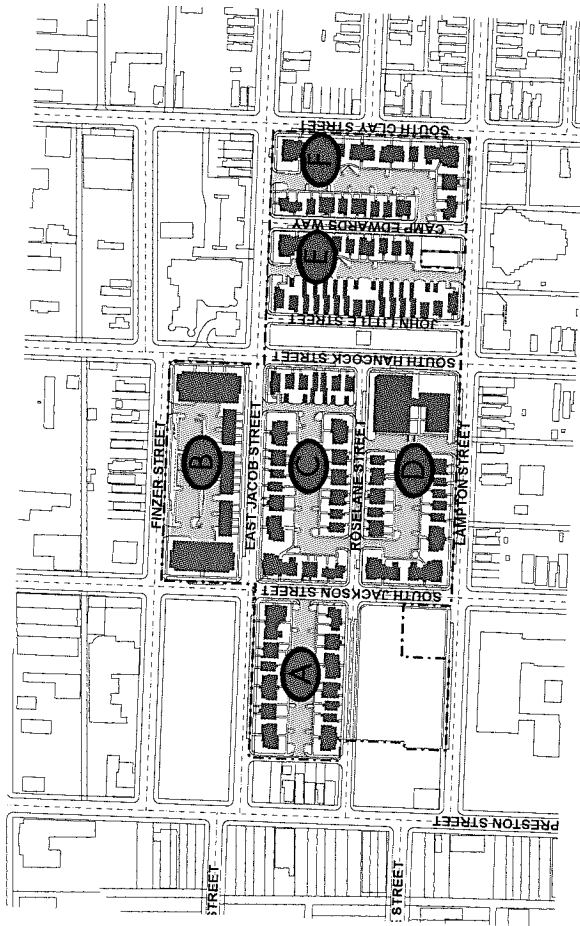 SOUTH CLAY STREET
F
CAMP EDWARDS WAY
E
JOHN LITTLE STREET
SOUTH HANCOCK STREET
FINZER STREET
B
EAST JACOB STREET
C
ROSELANE STREET
D
LAMPTON STREET
SOUTH JACKSON STREET
A
PRESTON STREET
STREET
STREET